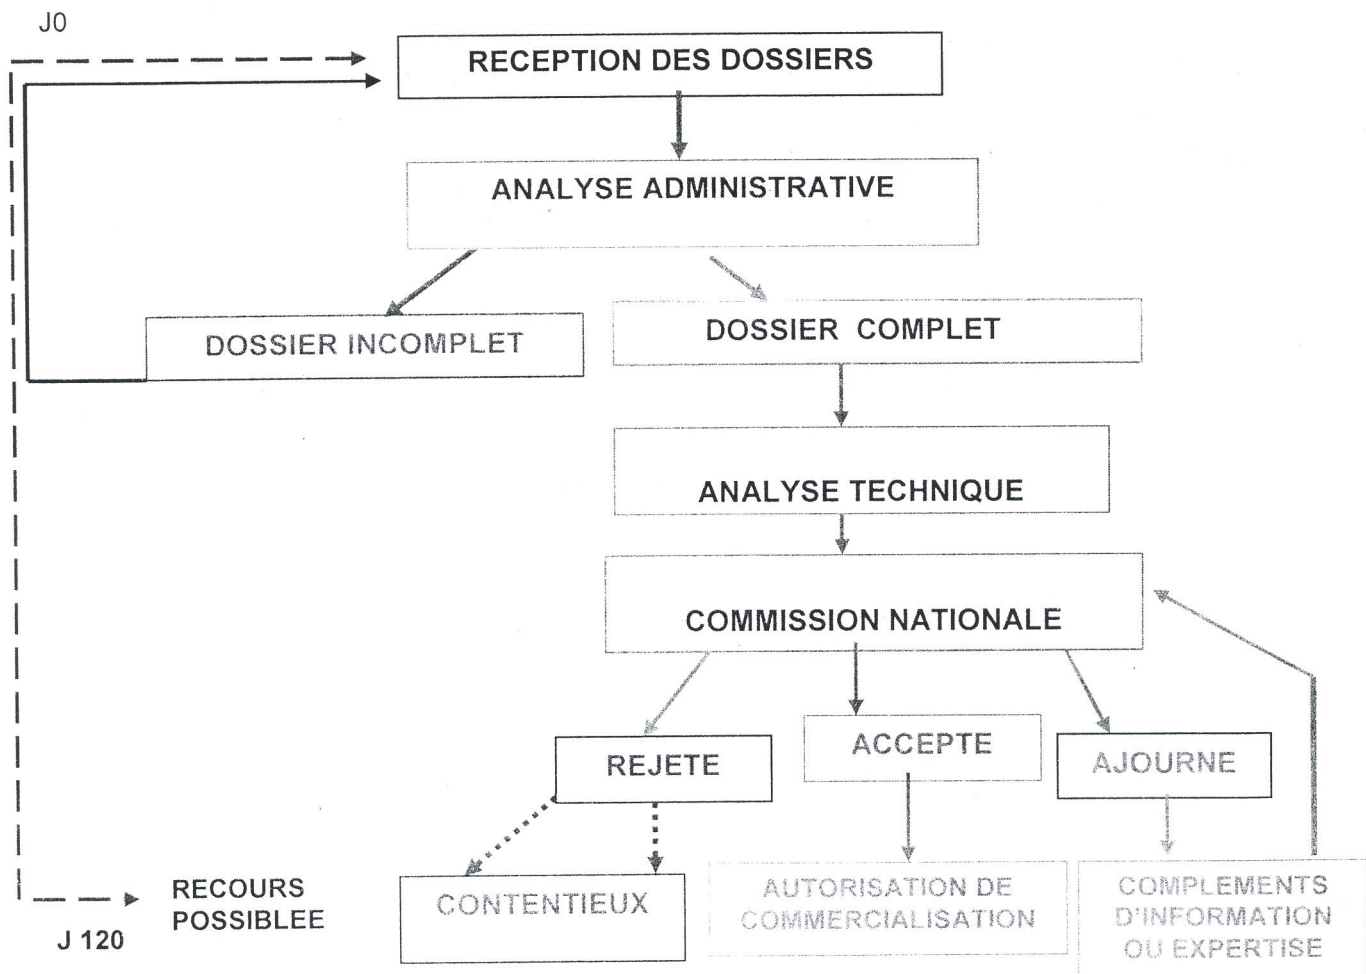 J0
RECEPTION DES DOSSIERS
ANALYSE ADMINISTRATIVE
DOSSIER INCOMPLET
DOSSIER COMPLET
ANALYSE TECHNIQUE
COMMISSION NATIONALE
REJETE
ACCEPTE
AJOURNE
RECOURS
POSSIBLEE
J 120
CONTENTIEUX
AUTORISATION DE
COMMERCIALISATION
COMPLEMENTS
D'INFORMATION
OU EXPERTISE